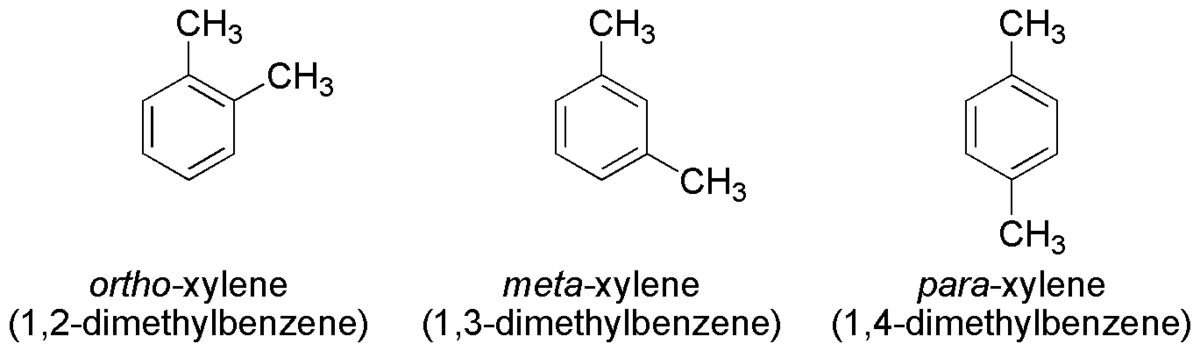 CH₃
CH₃
ortho-xylene
(1,2-dimethylbenzene)
CH₃
CH₃
meta-xylene
(1,3-dimethylbenzene)
CH₃
CH₃
para-xylene
(1,4-dimethylbenzene)